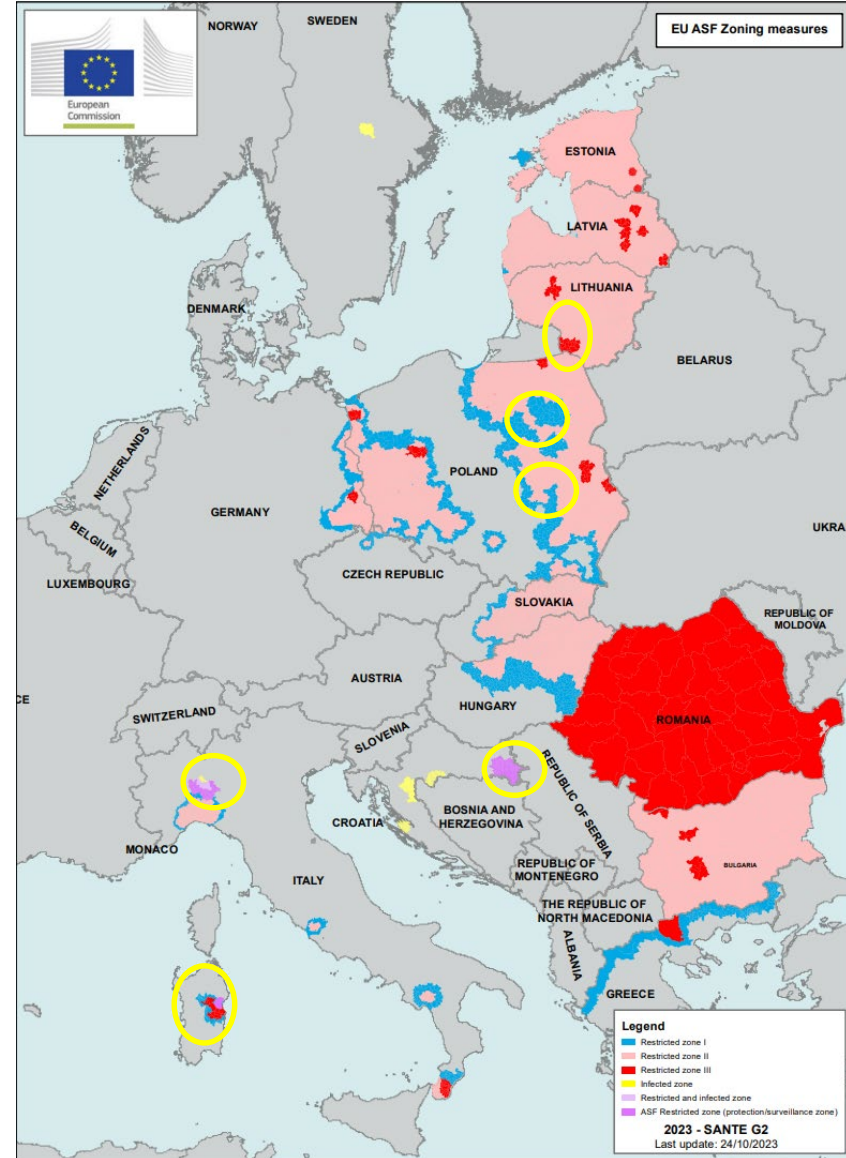 NORWAY
SWEDEN
EU ASF Zoning measures
European
Commission
ESTONIA
LATVIA
LITHUANIA
DENMARK
BELARUS
NETHERLANDS
POLAND
GERMANY
BELGIUM
UKRA
LUXEMBOURG
CZECH REPUBLIC
SLOVAKIA
REPUBLIC OF
MOLDOVA
AUSTRIA
CE
HUNGARY
SWITZERLAND
ROMANIA
SLOVENIA
REPUBLIC OF SERBIA
BOSNIA AND
HERZEGOVINA
CROATIA
MONACO
REPUBLIC OF
MONTENEGRO
BULGARIA
ITALY
THE REPUBLIC OF
NORTH MACEDONIA
ALBANIA
GREECE
Legend
Restricted zone I
Restricted zone II
Restricted zone III
Infected zone
Restricted and infected zone
ASF Restricted zone (protection/surveillance zone)
2023 - SANTE G2
Last update: 24/10/2023